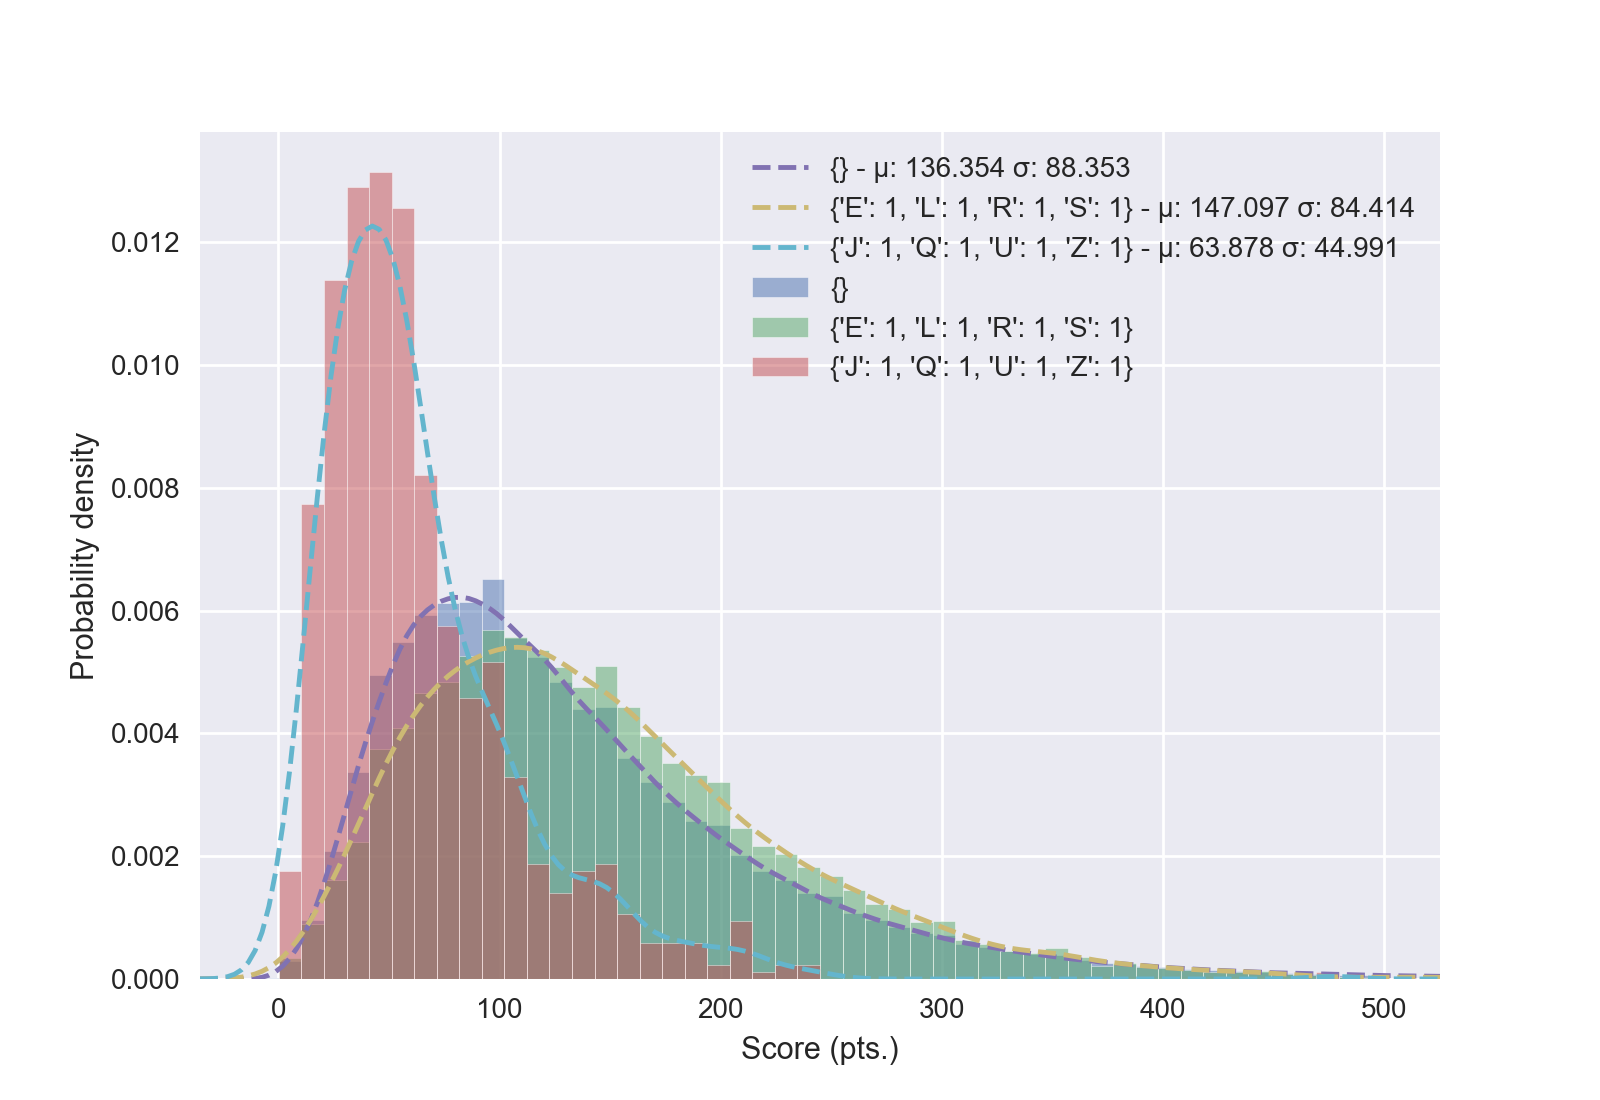 {} - μ: 136.354 σ: 88.353
{'E': 1, 'L': 1, 'R': 1, 'S': 1} - μ: 147.097 σ: 84.414
{'J': 1, 'Q': 1, 'U': 1, 'Z': 1} - μ: 63.878 σ: 44.991
{}
{'E': 1, 'L': 1, 'R': 1, 'S': 1}
{'J': 1, 'Q': 1, 'U': 1, 'Z': 1}
0.012
0.010
0.008
0.006
0.004
0.002
0.000
Probability density
0 100 200 300 400 500
Score (pts.)